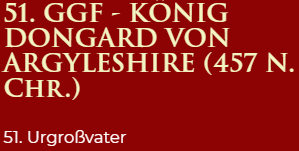 51. GGF - KÖNIG
DONGARD VON
ARGYLESHIRE (457 N.
CHR.)
51. Urgroßvater